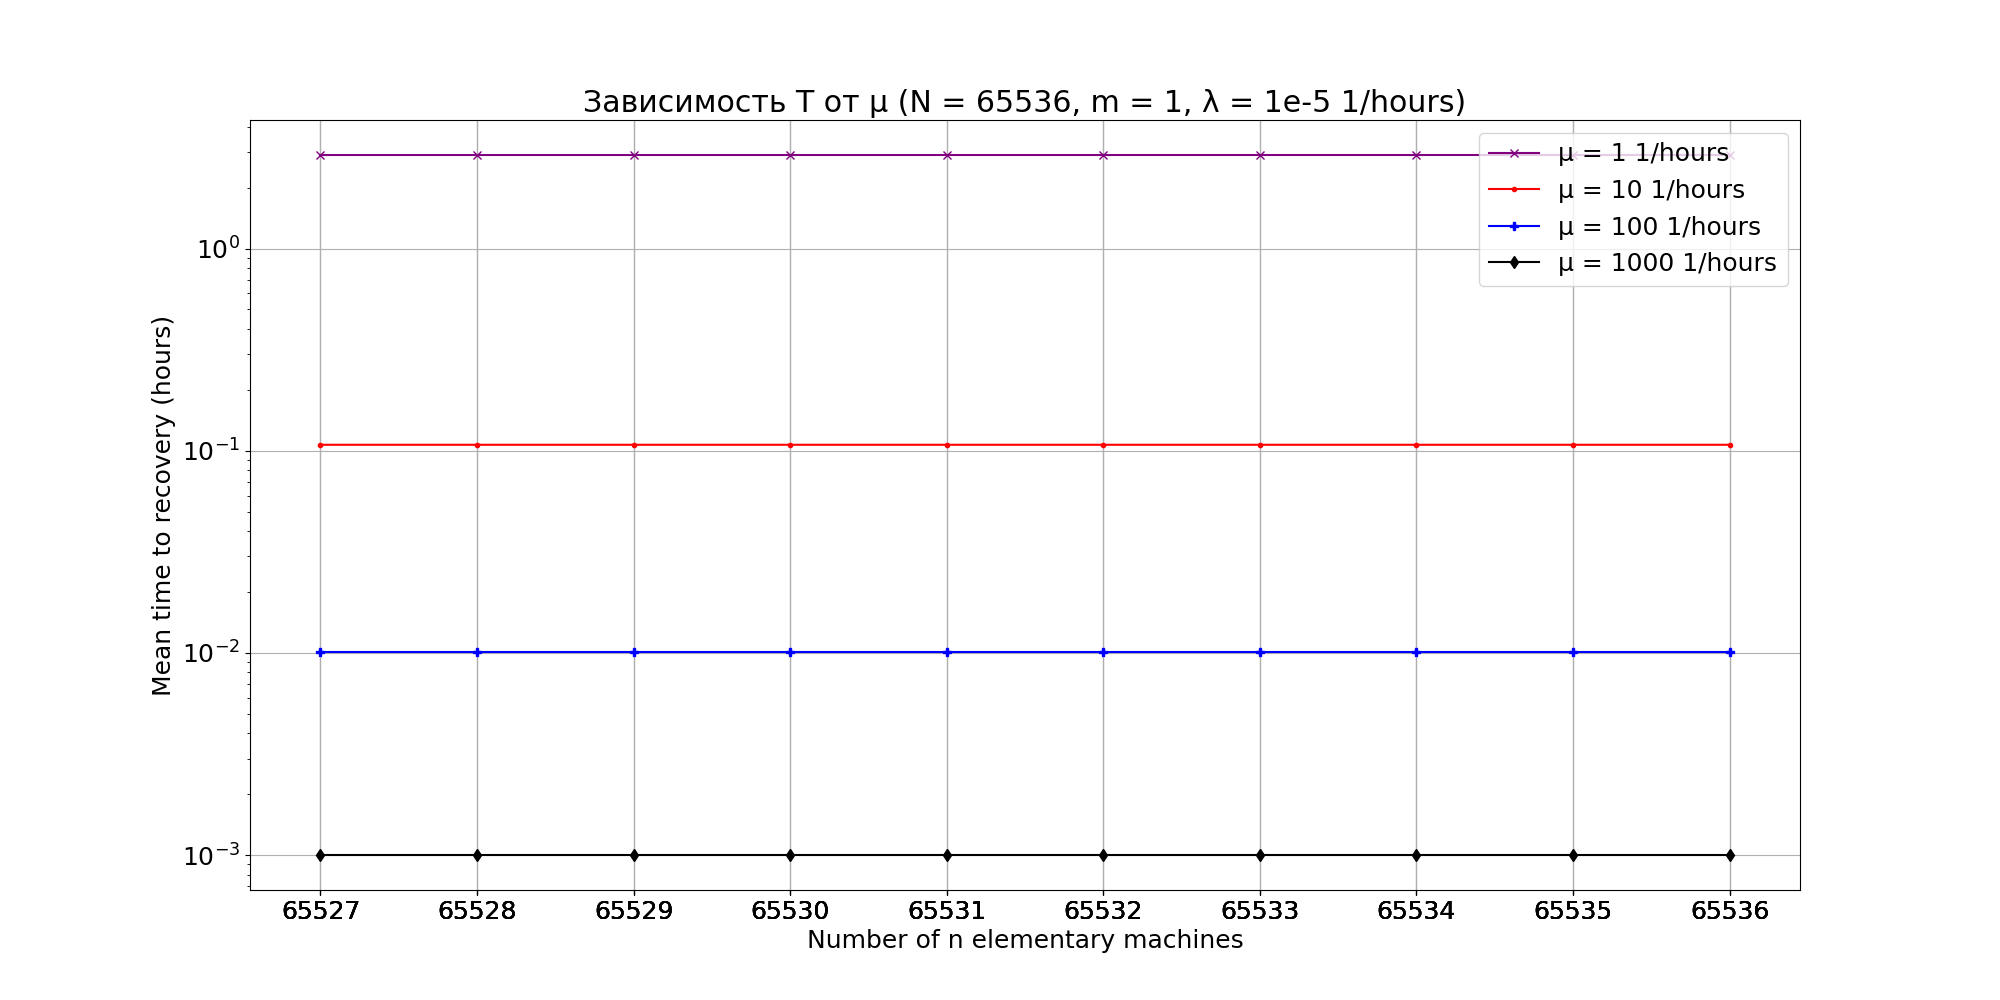 Зависимость T от μ (N = 65536, m = 1, λ = 1e-5 1/hours)
μ = 1 1/hours
μ = 10 1/hours
μ = 100 1/hours
μ = 1000 1/hours
Mean time to recovery (hours)
10⁰
10⁻¹
10⁻²
10⁻³
65527 65528 65529 65530 65531 65532 65533 65534 65535 65536
Number of n elementary machines